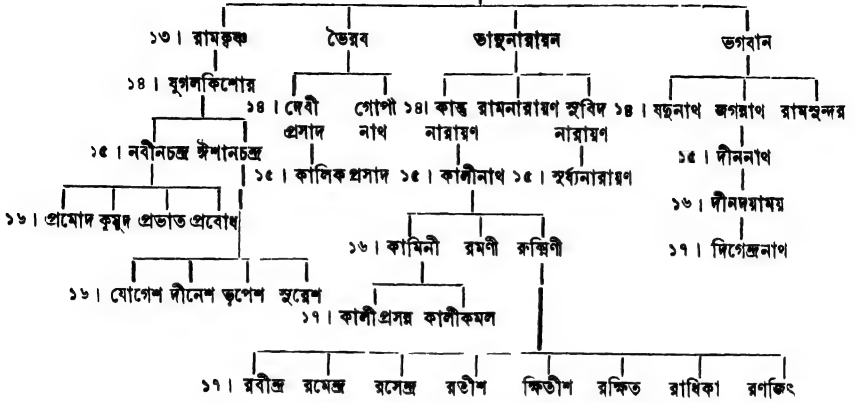 ১৩। রামকৃষ্ণ ভৈরব ভানুনারায়ন ভগবান
১৪। যুগলকিশোর
১৪। দেবী গোপী ১৪। কান্ত রামনারায়ণ সুবিদ ১৪ যদুনাথ জগন্নাথ রামসুন্দর
প্রসাদ নাথ নারায়ণ নারায়ণ
১৫। নবীনচন্দ্র ঈশানচন্দ্র
১৫। দীননাথ
১৫। কালিক প্রসাদ ১৫। কালীনাথ ১৫। সূর্য্যনারায়ণ
১৬। দীনদয়াময়
১৬। প্রমোদ কুমুদ প্রভাত প্রবোধ
১৬। কামিনী রমণী রুক্মিণী
১৭। দিগেন্দ্রনাথ
১৬। যোগেশ দীনেশ ভূপেশ সুরেশ
১৭। কালীপ্রসন্ন কালীকমল
১৭। রবীন্দ্র রমেন্দ্র রসেন্দ্র রতীশ ক্ষিতীশ রক্ষিত রাধিকা রণজিৎ